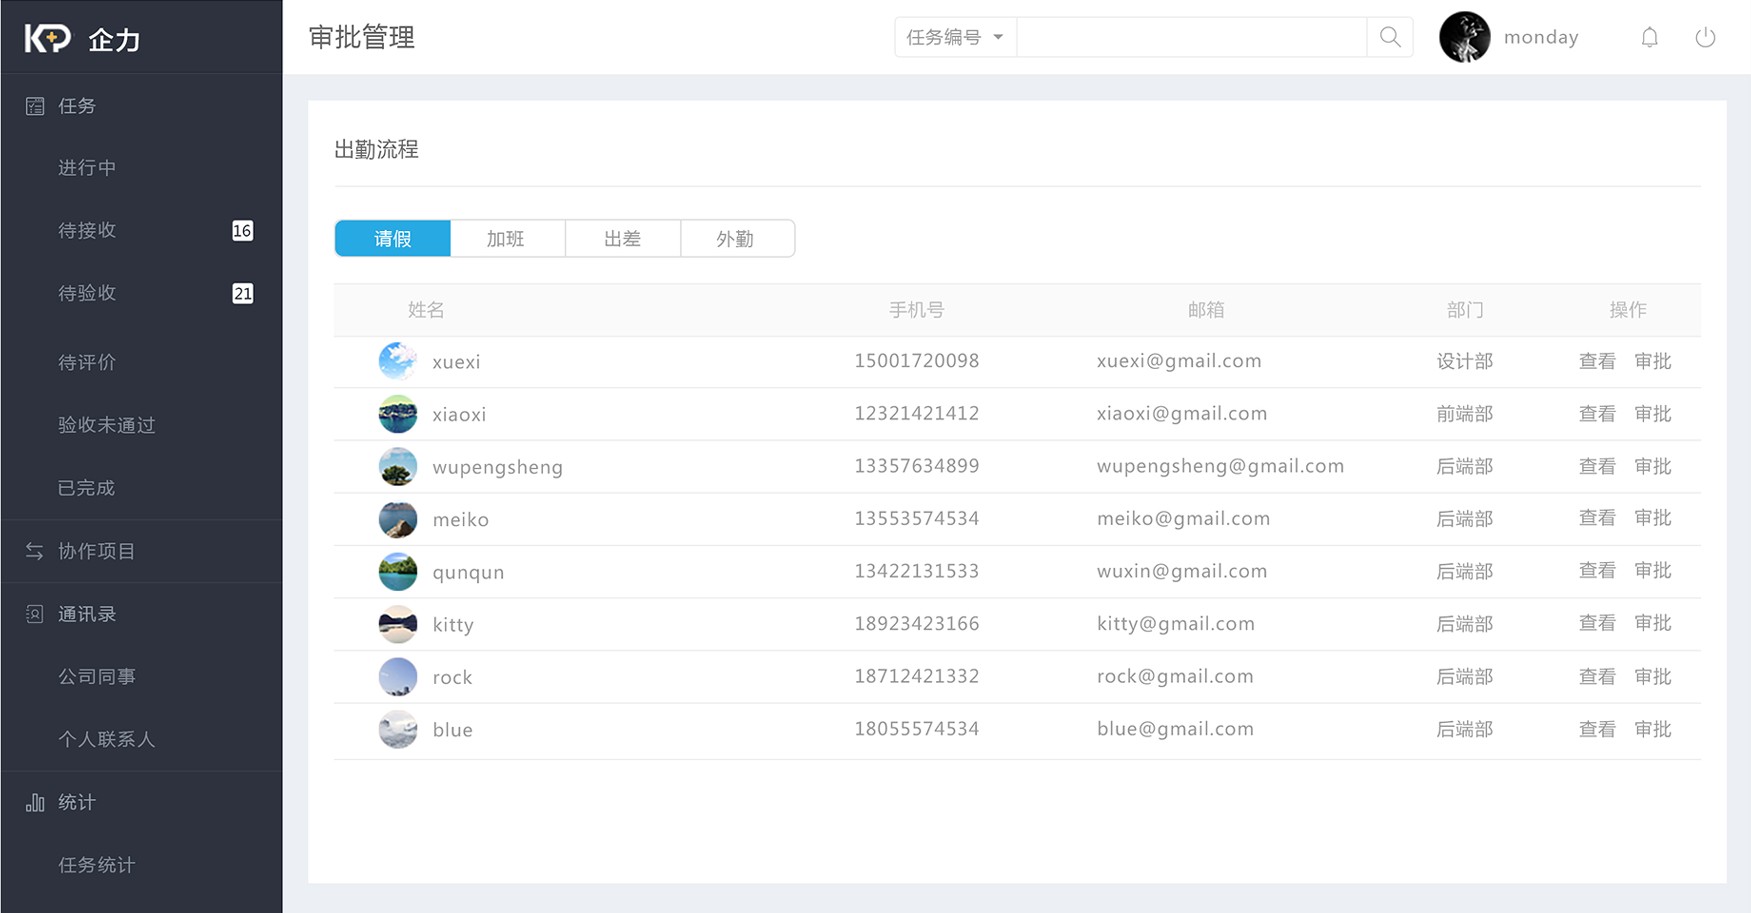 KP 企力
审批管理
任务编号
monday
任务
进行中
待接收 16
待验收 21
待评价
验收未通过
已完成
协作项目
通讯录
公司同事
个人联系人
统计
任务统计
出勤流程
请假 加班 出差 外勤
姓名 手机号 邮箱 部门 操作
xuexi 15001720098 xuexi@gmail.com 设计部 查看 审批
xiaoxi 12321421412 xiaoxi@gmail.com 前端部 查看 审批
wupengsheng 13357634899 wupengsheng@gmail.com 后端部 查看 审批
meiko 13553574534 meiko@gmail.com 后端部 查看 审批
qunqun 13422131533 wuxin@gmail.com 后端部 查看 审批
kitty 18923423166 kitty@gmail.com 后端部 查看 审批
rock 18712421332 rock@gmail.com 后端部 查看 审批
blue 18055574534 blue@gmail.com 后端部 查看 审批